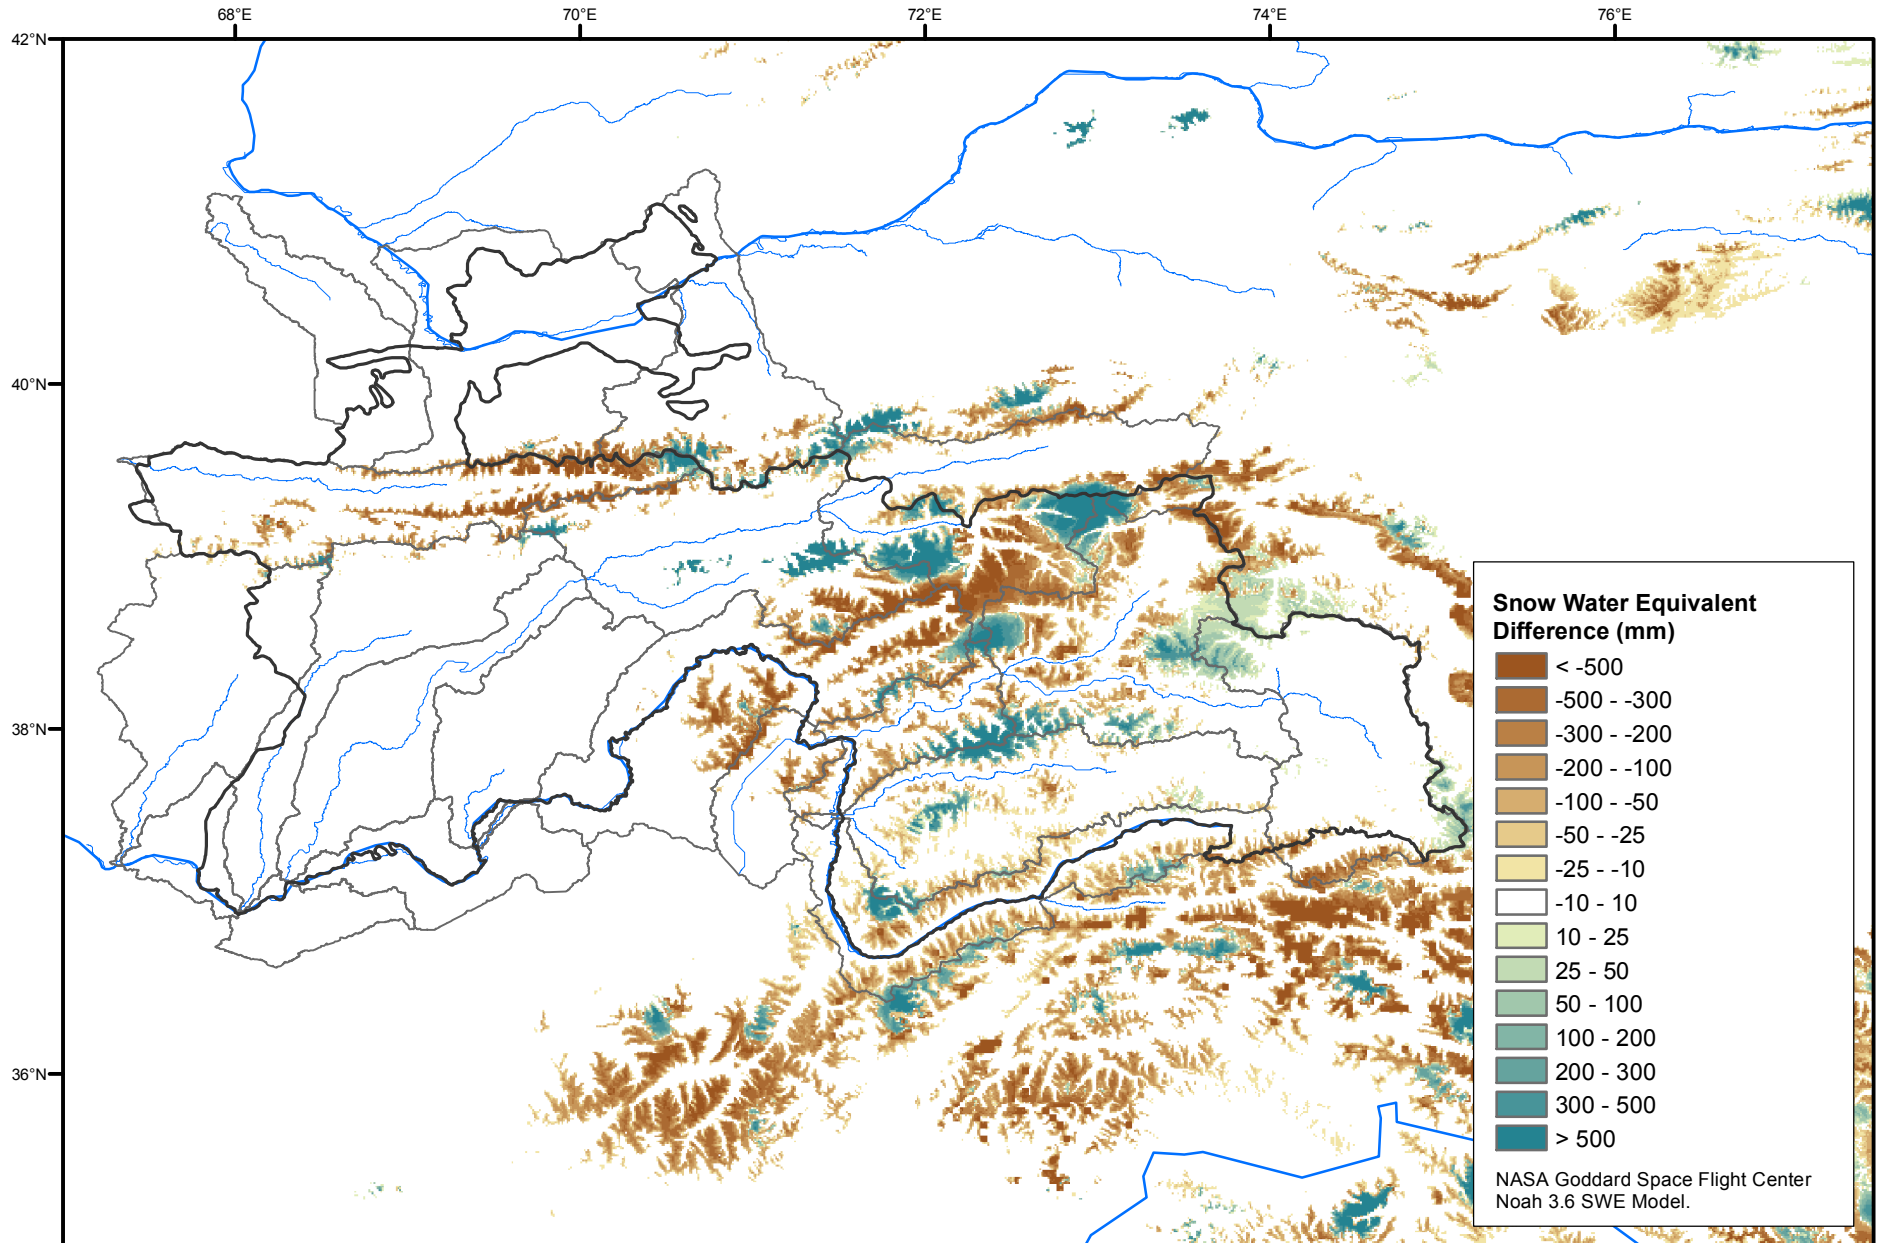 68°E
70°E
72°E
74°E
76°E
42°N
40°N
38°N
36°N
Snow Water Equivalent
Difference (mm)
< -500
-500 - -300
-300 - -200
-200 - -100
-100 - -50
-50 - -25
-25 - -10
-10 - 10
10 - 25
25 - 50
50 - 100
100 - 200
200 - 300
300 - 500
> 500
NASA Goddard Space Flight Center
Noah 3.6 SWE Model.